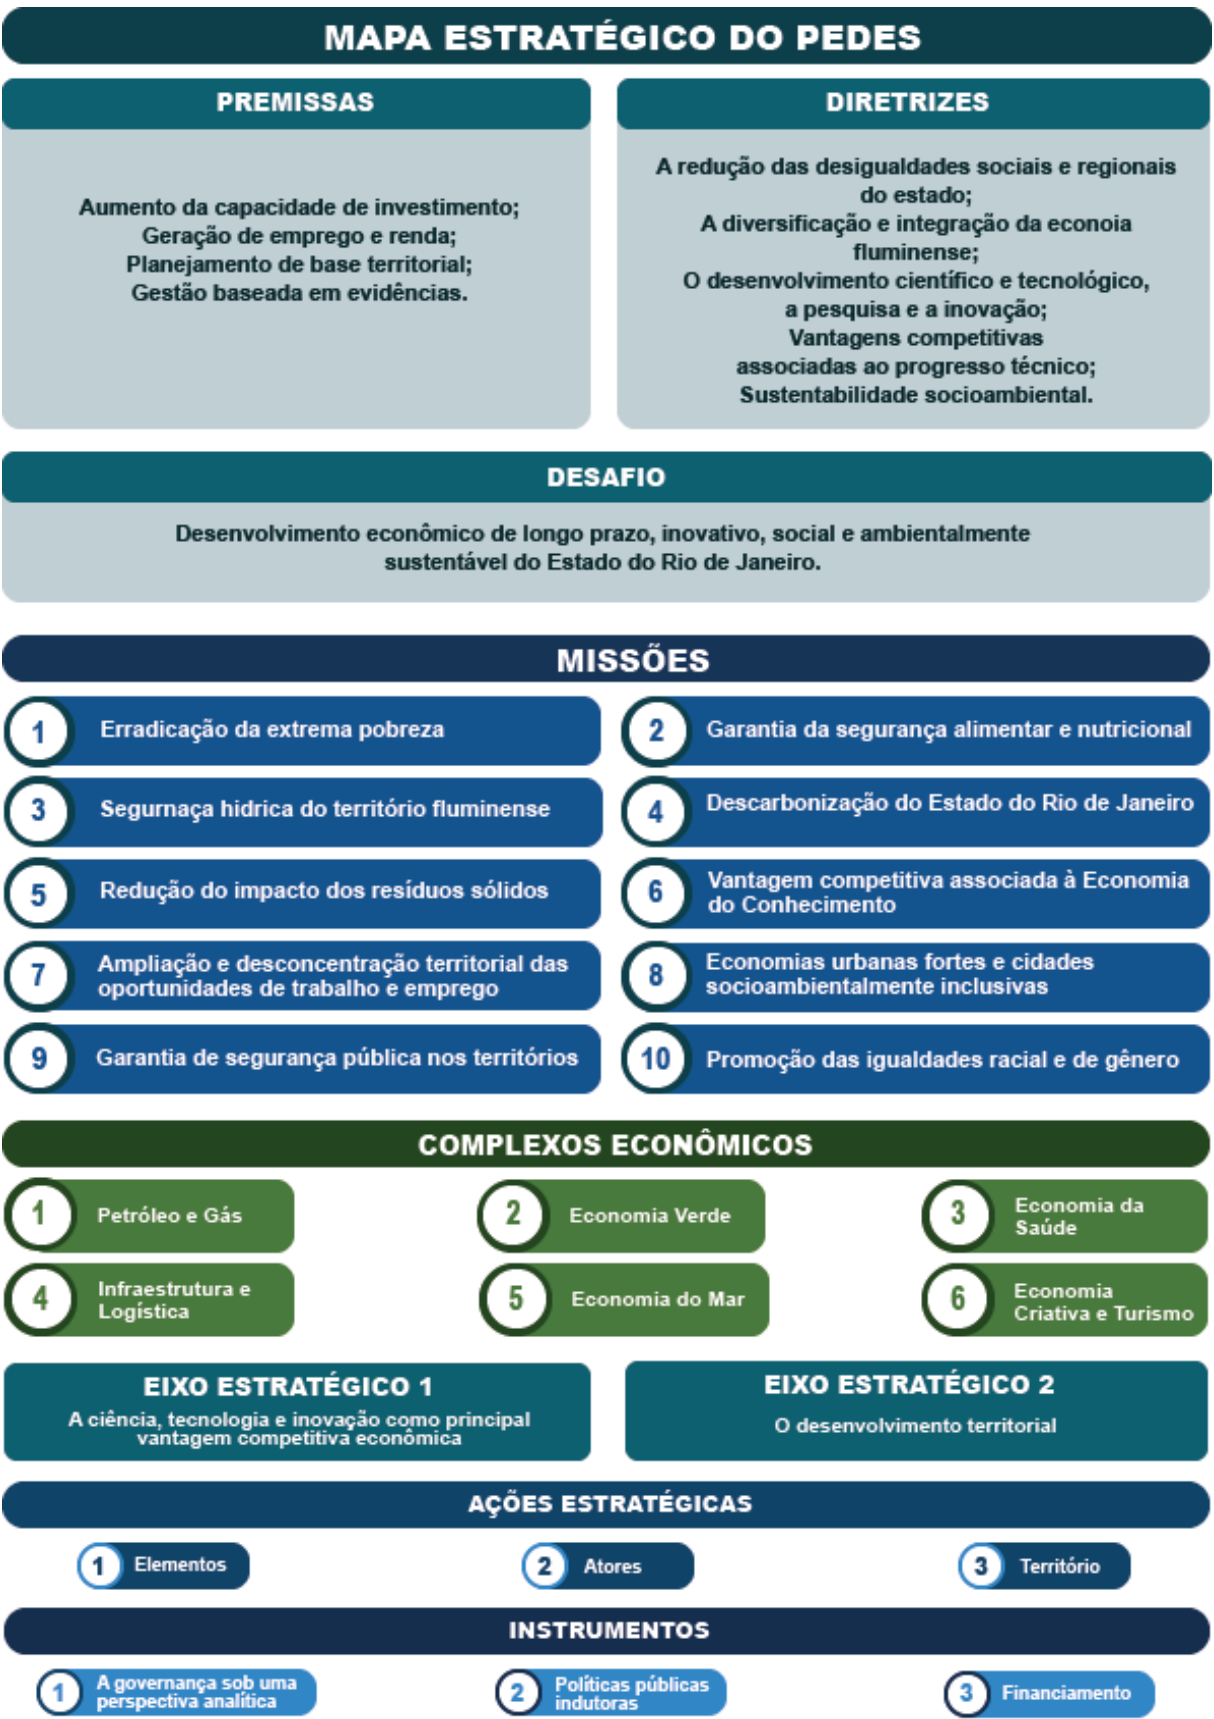 MAPA ESTRATÉGICO DO PEDES
PREMISSAS
Aumento da capacidade de investimento;
Geração de emprego e renda;
Planejamento de base territorial;
Gestão baseada em evidências.
DIRETRIZES
A redução das desigualdades sociais e regionais
do estado;
A diversificação e integração da econoia
fluminense;
O desenvolvimento científico e tecnológico,
a pesquisa e a inovação;
Vantagens competitivas
associadas ao progresso técnico;
Sustentabilidade socioambiental.
DESAFIO
Desenvolvimento econômico de longo prazo, inovativo, social e ambientalmente
sustentável do Estado do Rio de Janeiro.
MISSÕES
1
Erradicação da extrema pobreza
2
Garantia da segurança alimentar e nutricional
3
Segurnaça hidrica do território fluminense
4
Descarbonização do Estado do Rio de Janeiro
5
Redução do impacto dos resíduos sólidos
6
Vantagem competitiva associada à Economia
do Conhecimento
7
Ampliação e desconcentração territorial das
oportunidades de trabalho e emprego
8
Economias urbanas fortes e cidades
socioambientalmente inclusivas
9
Garantia de segurança pública nos territórios
10
Promoção das igualdades racial e de gênero
COMPLEXOS ECONÔMICOS
1
Petróleo e Gás
2
Economia Verde
3
Economia da
Saúde
4
Infraestrutura e
Logística
5
Economia do Mar
6
Economia
Criativa e Turismo
EIXO ESTRATÉGICO 1
A ciência, tecnologia e inovação como principal
vantagem competitiva econômica
EIXO ESTRATÉGICO 2
O desenvolvimento territorial
AÇÕES ESTRATÉGICAS
1
Elementos
2
Atores
3
Território
INSTRUMENTOS
1
A governança sob uma
perspectiva analítica
2
Políticas públicas
indutoras
3
Financiamento